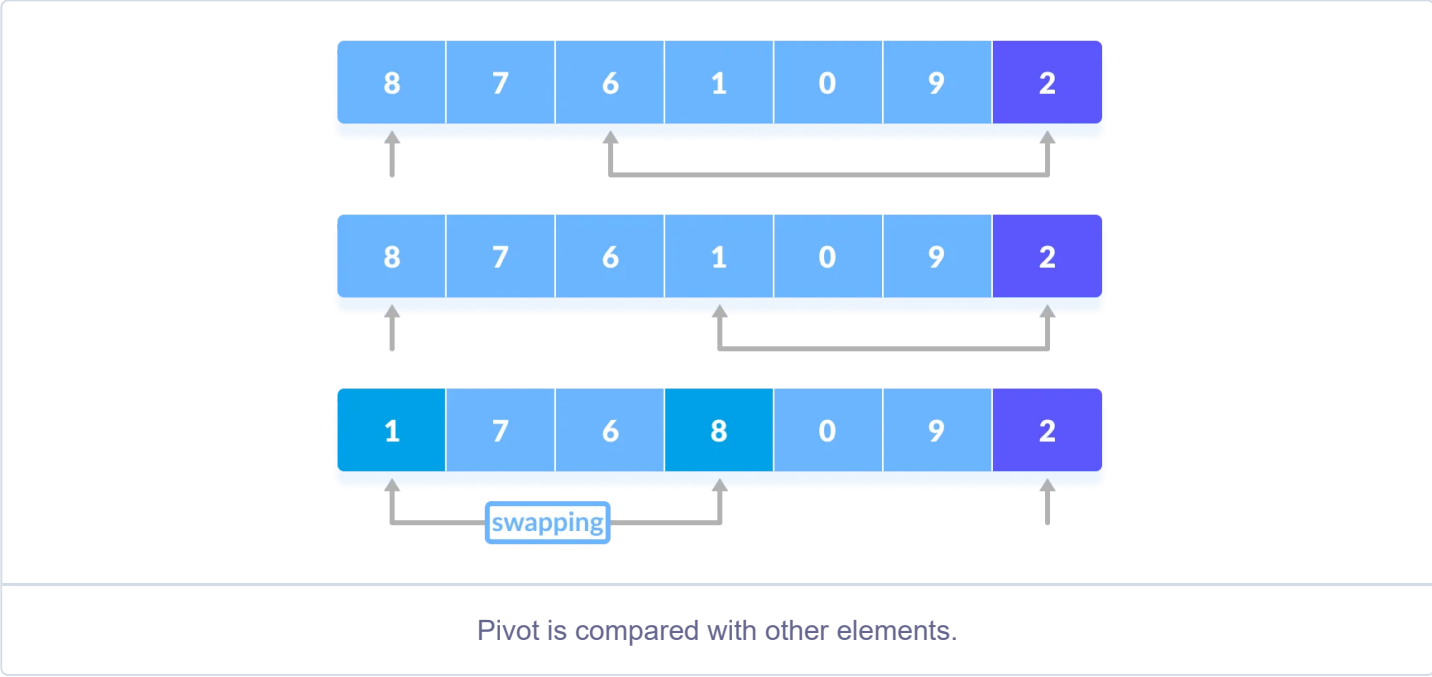 8 7 6 1 0 9 2
8 7 6 1 0 9 2
1 7 6 8 0 9 2
swapping
Pivot is compared with other elements.